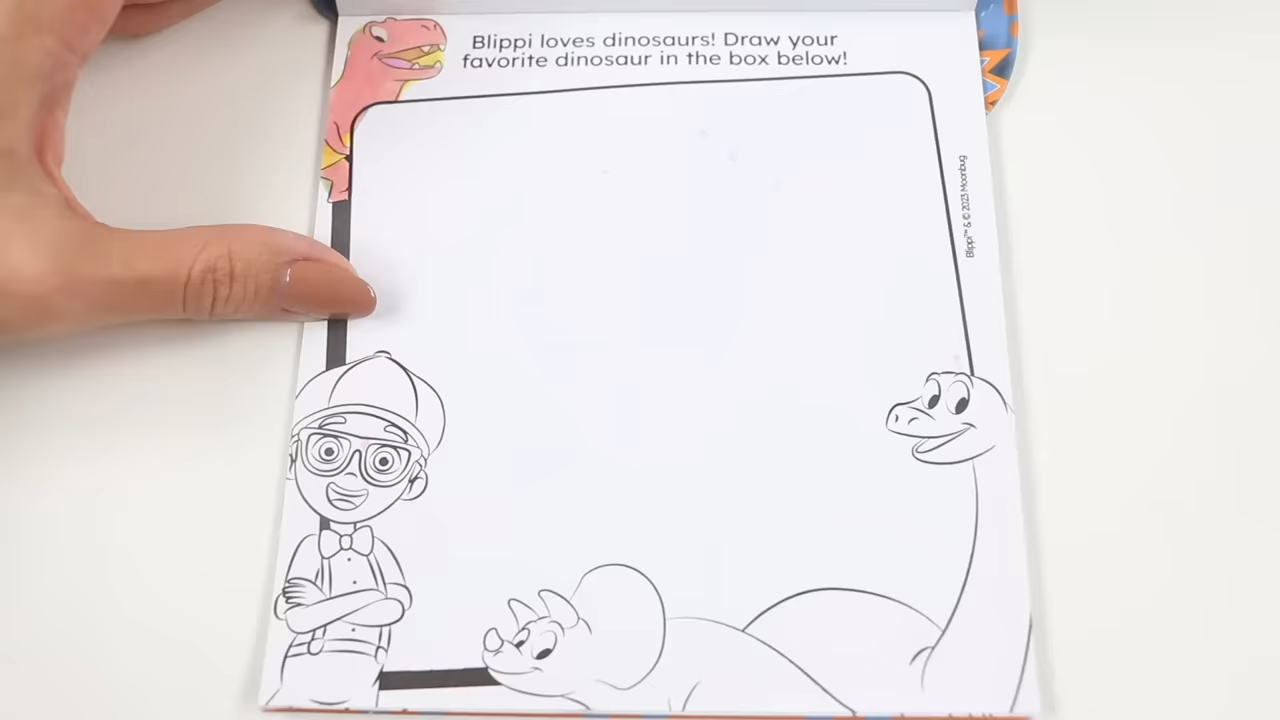 Blippi loves dinosaurs! Draw your
favorite dinosaur in the box below!
Blippi™ & © 2023 Moonbug